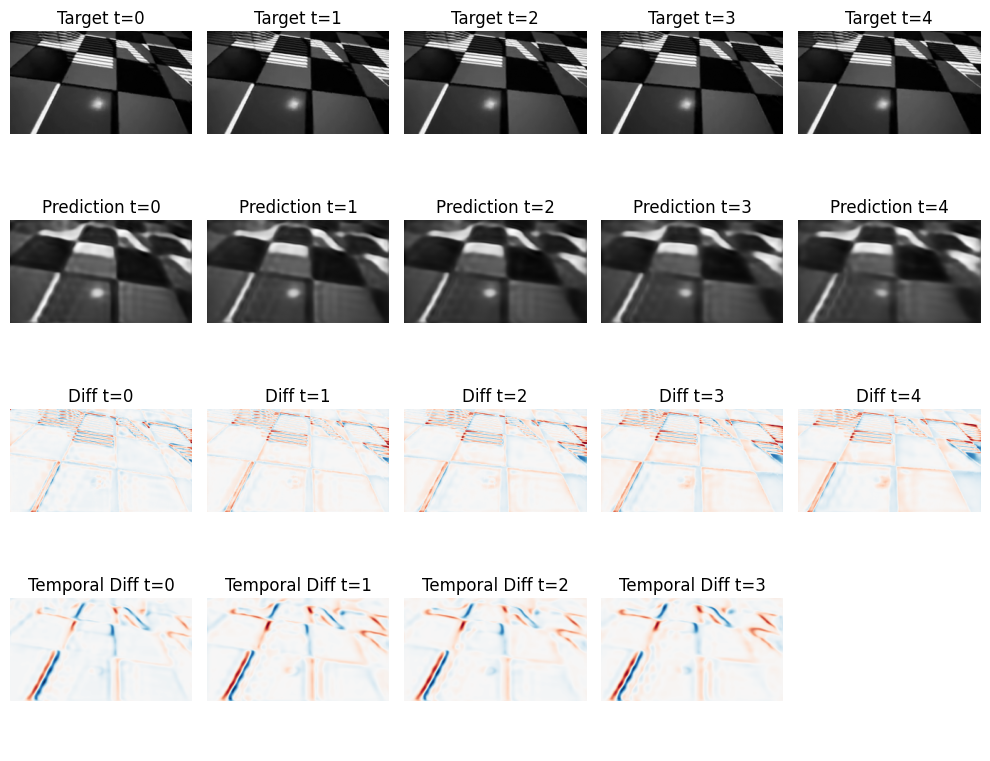 Target t=0 Target t=1 Target t=2 Target t=3 Target t=4
Prediction t=0 Prediction t=1 Prediction t=2 Prediction t=3 Prediction t=4
Diff t=0 Diff t=1 Diff t=2 Diff t=3 Diff t=4
Temporal Diff t=0 Temporal Diff t=1 Temporal Diff t=2 Temporal Diff t=3